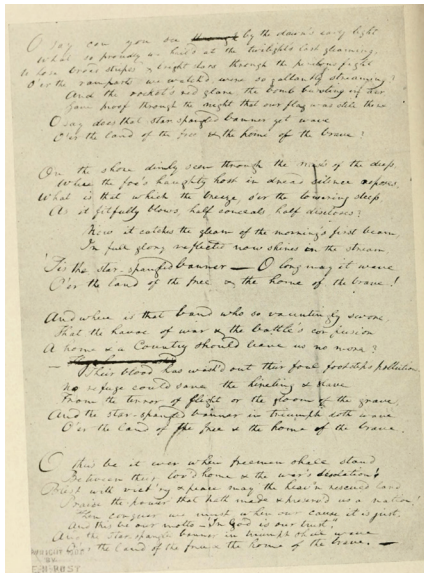 O say can you see ~~through~~ by the dawn's early light
What so proudly we hail'd at the twilight's last gleaming,
Whose broad stripes & bright stars through the perilous fight
O'er the ramparts we watch'd, were so gallantly streaming?
And the rocket's red glare, the bomb bursting in air
Gave proof through the night that our flag was still there
O say does that star spangled banner yet wave
O'er the land of the free & the home of the brave?
On the shore dimly seen through the mists of the deep,
Where the foe's haughty host in dread silence reposes,
What is that which the breeze, o'er the towering steep
As it fitfully blows, half conceals half discloses?
Now it catches the gleam of the morning's first beam
In full glory reflected now shines in the stream
'Tis the star-spangled banner — O long may it wave
O'er the land of the free & the home of the brave!
And where is that band who so vauntingly swore,
That the havoc of war & the battle's confusion
A home & a Country should leave us no more?
Their blood has wash'd out their foul footsteps pollution
No refuge could save the hireling & slave
From the terror of flight or the gloom of the grave,
And the star-spangled banner in triumph doth wave
O'er the land of the free & the home of the brave.
O thus be it ever when freemen shall stand
Between their lov'd home & the war's desolation!
Blest with vict'ry & peace may the heav'n rescued land
Praise the power that hath made & preserv'd us a nation!
Then conquer we must, when our cause it is just,
And this be our motto – "In God is our trust"
And the star-spangled banner in triumph shall wave
O'er the land of the free & the home of the brave. —
COPYRIGHT
BY